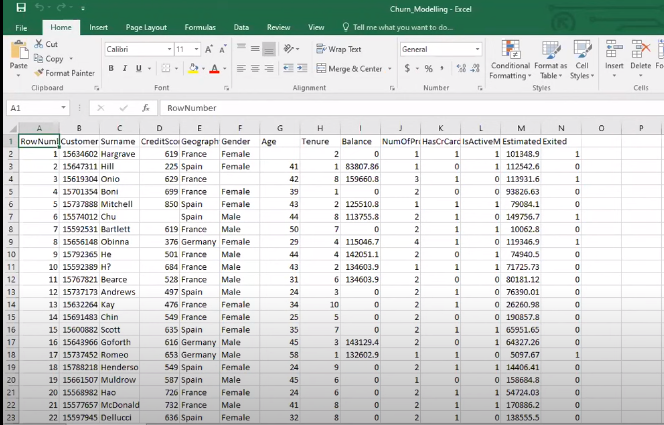 Churn_Modelling - Excel
File Home Insert Page Layout Formulas Data Review View Tell me what you want to do...
Cut Calibri 11 A A Wrap Text General
Copy
Paste Format Painter B I U A Merge & Center $ % , Conditional Formatting Format as Table Cell Styles Insert Delete Fo
Clipboard Font Alignment Number Styles Cells
A1 fx RowNumber
A B C D E F G H I J K L M N O P
1 RowNuml Customer Surname CreditSco Geograph Gender Age Tenure Balance NumOfPr HasCrCard IsActiveM Estimated Exited
2 1 15634602 Hargrave 619 France Female 2 0 1 1 1 101348.9 1
3 2 15647311 Hill 225 Spain Female 41 1 83807.86 1 0 1 112542.6 0
4 3 15619304 Onio 629 France 42 8 159660.8 3 1 0 113931.6 1
5 4 15701354 Boni 699 France Female 39 1 0 2 0 0 93826.63 0
6 5 15737888 Mitchell 850 Spain Female 43 2 125510.8 1 1 1 79084.1 0
7 6 15574012 Chu Spain Male 44 8 113755.8 2 1 0 149756.7 1
8 7 15592531 Bartlett 619 France Male 50 7 0 2 1 1 10062.8 0
9 8 15656148 Obinna 376 Germany Female 29 4 115046.7 4 1 0 119346.9 1
10 9 15792365 He 501 France Male 44 4 142051.1 2 0 1 74940.5 0
11 10 15592389 H? 684 France Male 43 2 134603.9 1 1 1 71725.73 0
12 11 15767821 Bearce 528 France Male 31 6 134603.9 2 0 0 80181.12 0
13 12 15737173 Andrews 497 Spain Male 24 3 0 2 1 0 76390.01 0
14 13 15632264 Kay 476 France Female 34 10 0 2 1 0 26260.98 0
15 14 15691483 Chin 549 France Female 25 5 0 2 0 0 190857.8 0
16 15 15600882 Scott 635 Spain Female 35 7 0 2 1 1 65951.65 0
17 16 15643966 Goforth 616 Germany Male 45 3 143129.4 2 0 1 64327.26 0
18 17 15737452 Romeo 653 Germany Male 58 1 132602.9 1 1 0 5097.67 1
19 18 15788218 Henderso 549 Spain Female 24 9 0 2 1 1 14406.41 0
20 19 15661507 Muldrow 587 Spain Male 45 6 0 1 0 0 158684.8 0
21 20 15568982 Hao 726 France Female 24 6 0 2 1 1 54724.03 0
22 21 15577657 McDonald 732 France Male 41 8 0 2 1 1 170886.2 0
23 22 15597945 Dellucci 636 Spain Female 32 8 0 2 1 0 138555.5 0